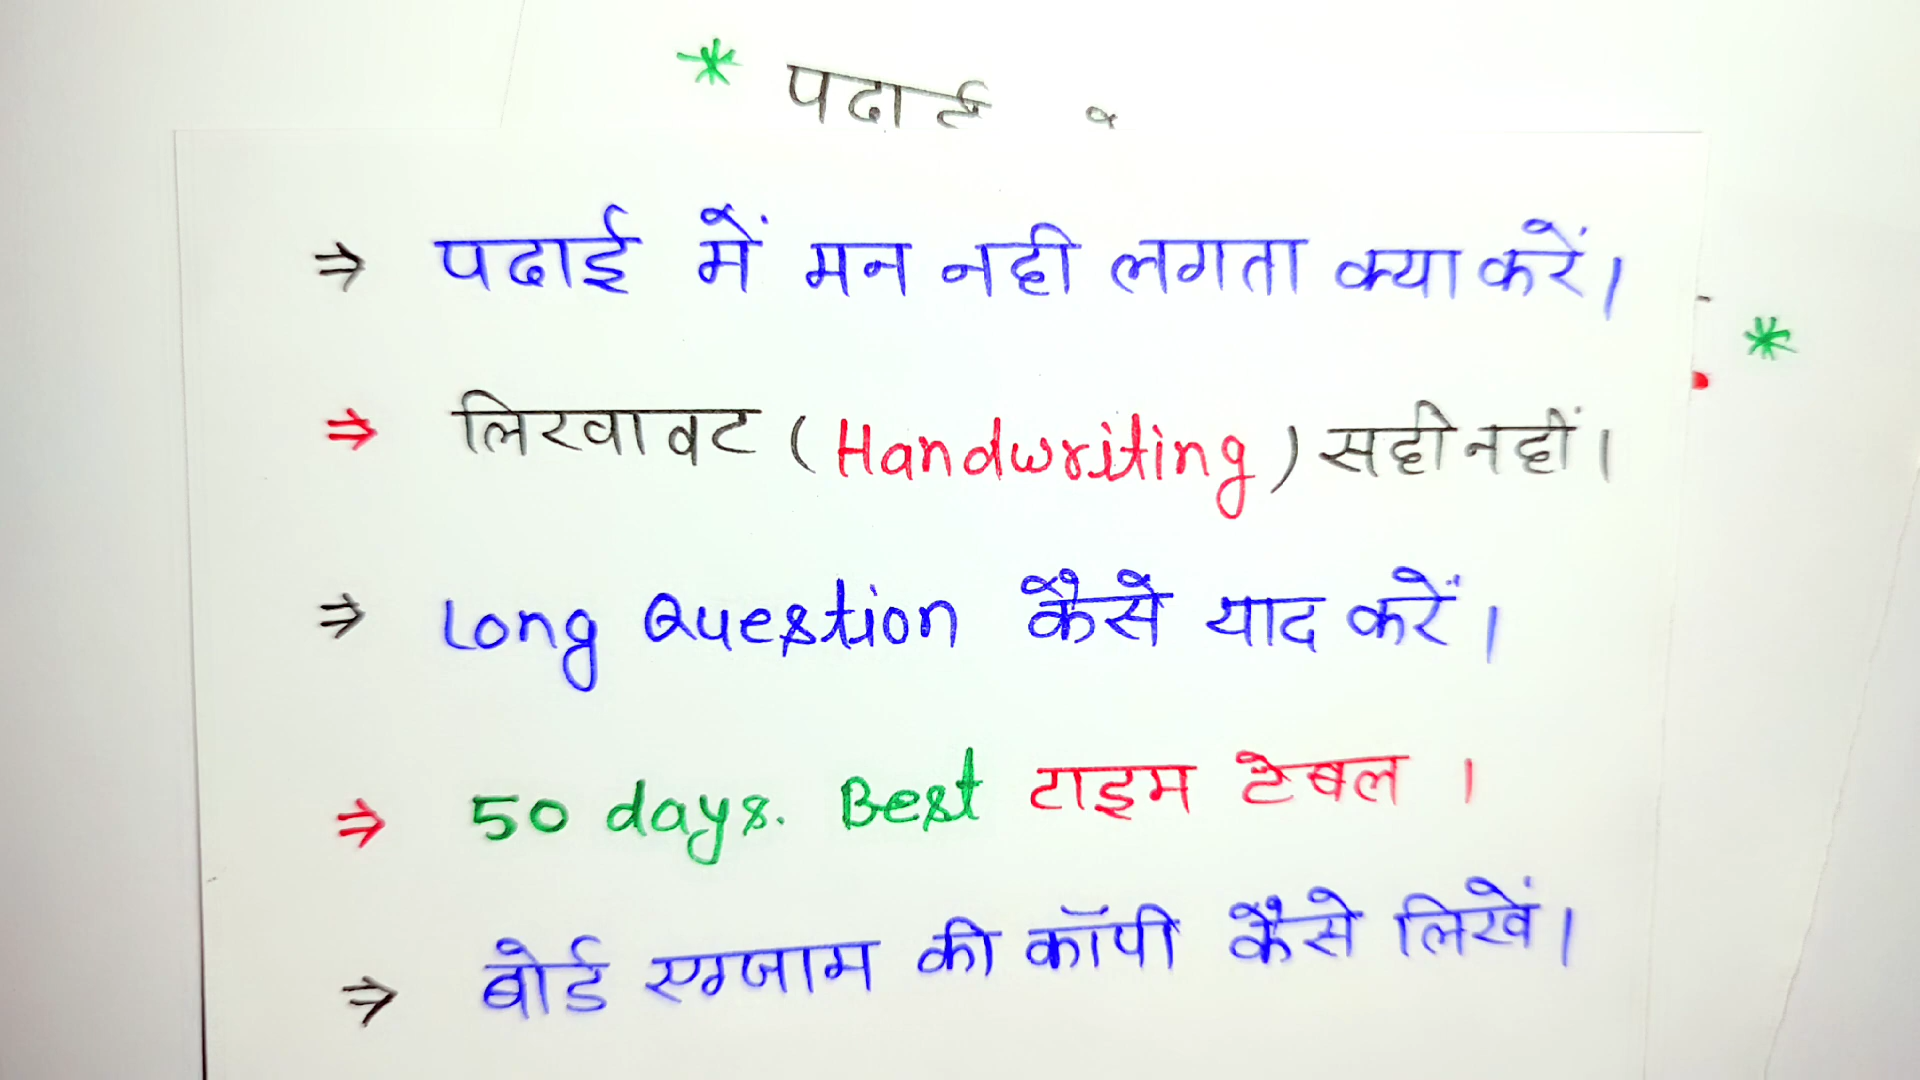 * पढाई
⇒ पढाई में मन नही लगता क्या करें।
*
⇒ लिखावट (Handwriting) सही नहीं।
⇒ Long Question कैसे याद करें।
⇒ 50 days. Best टाइम टेबल ।
⇒ बोर्ड एग्जाम की कॉपी कैसे लिखें।